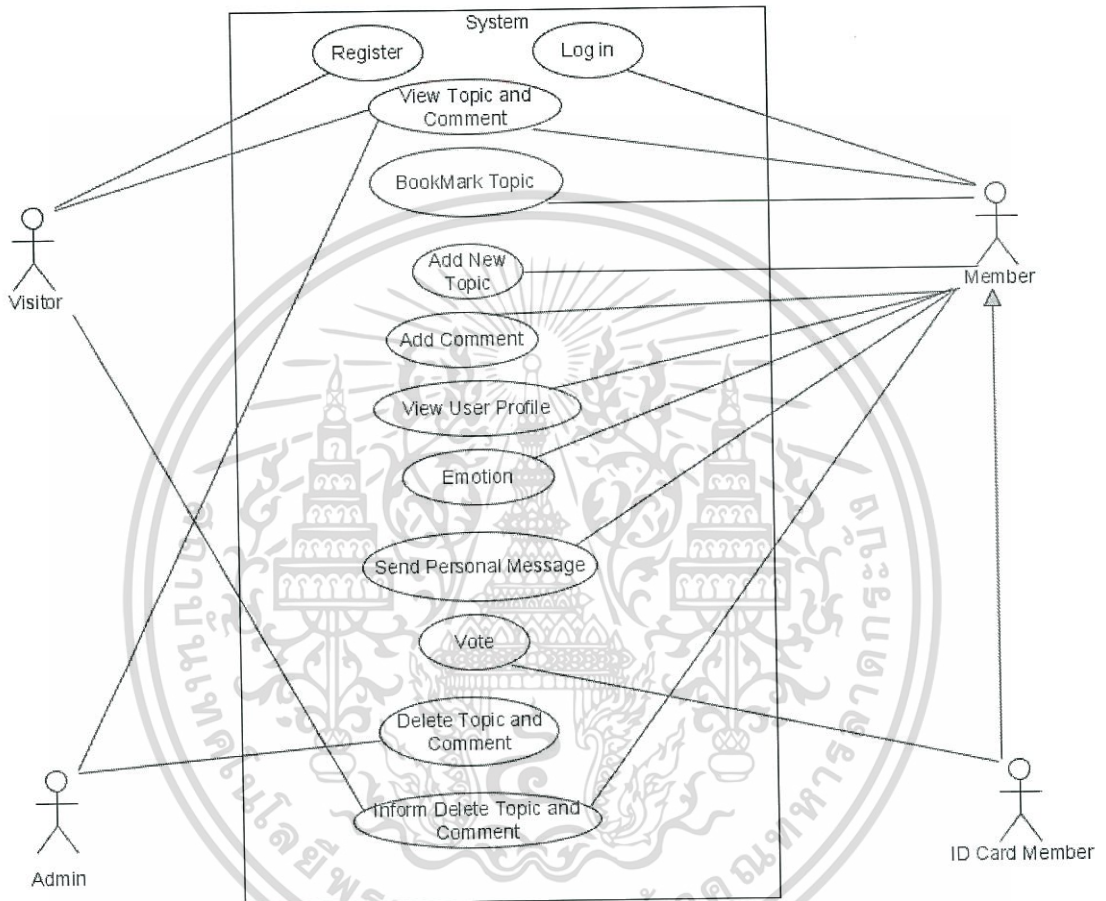 System
Register
Log in
View Topic and
Comment
BookMark Topic
Visitor
Add New
Topic
Member
Add Comment
View User Profile
Emotion
Send Personal Message
Vote
Delete Topic and
Comment
Inform Delete Topic and
Comment
Admin
ID Card Member